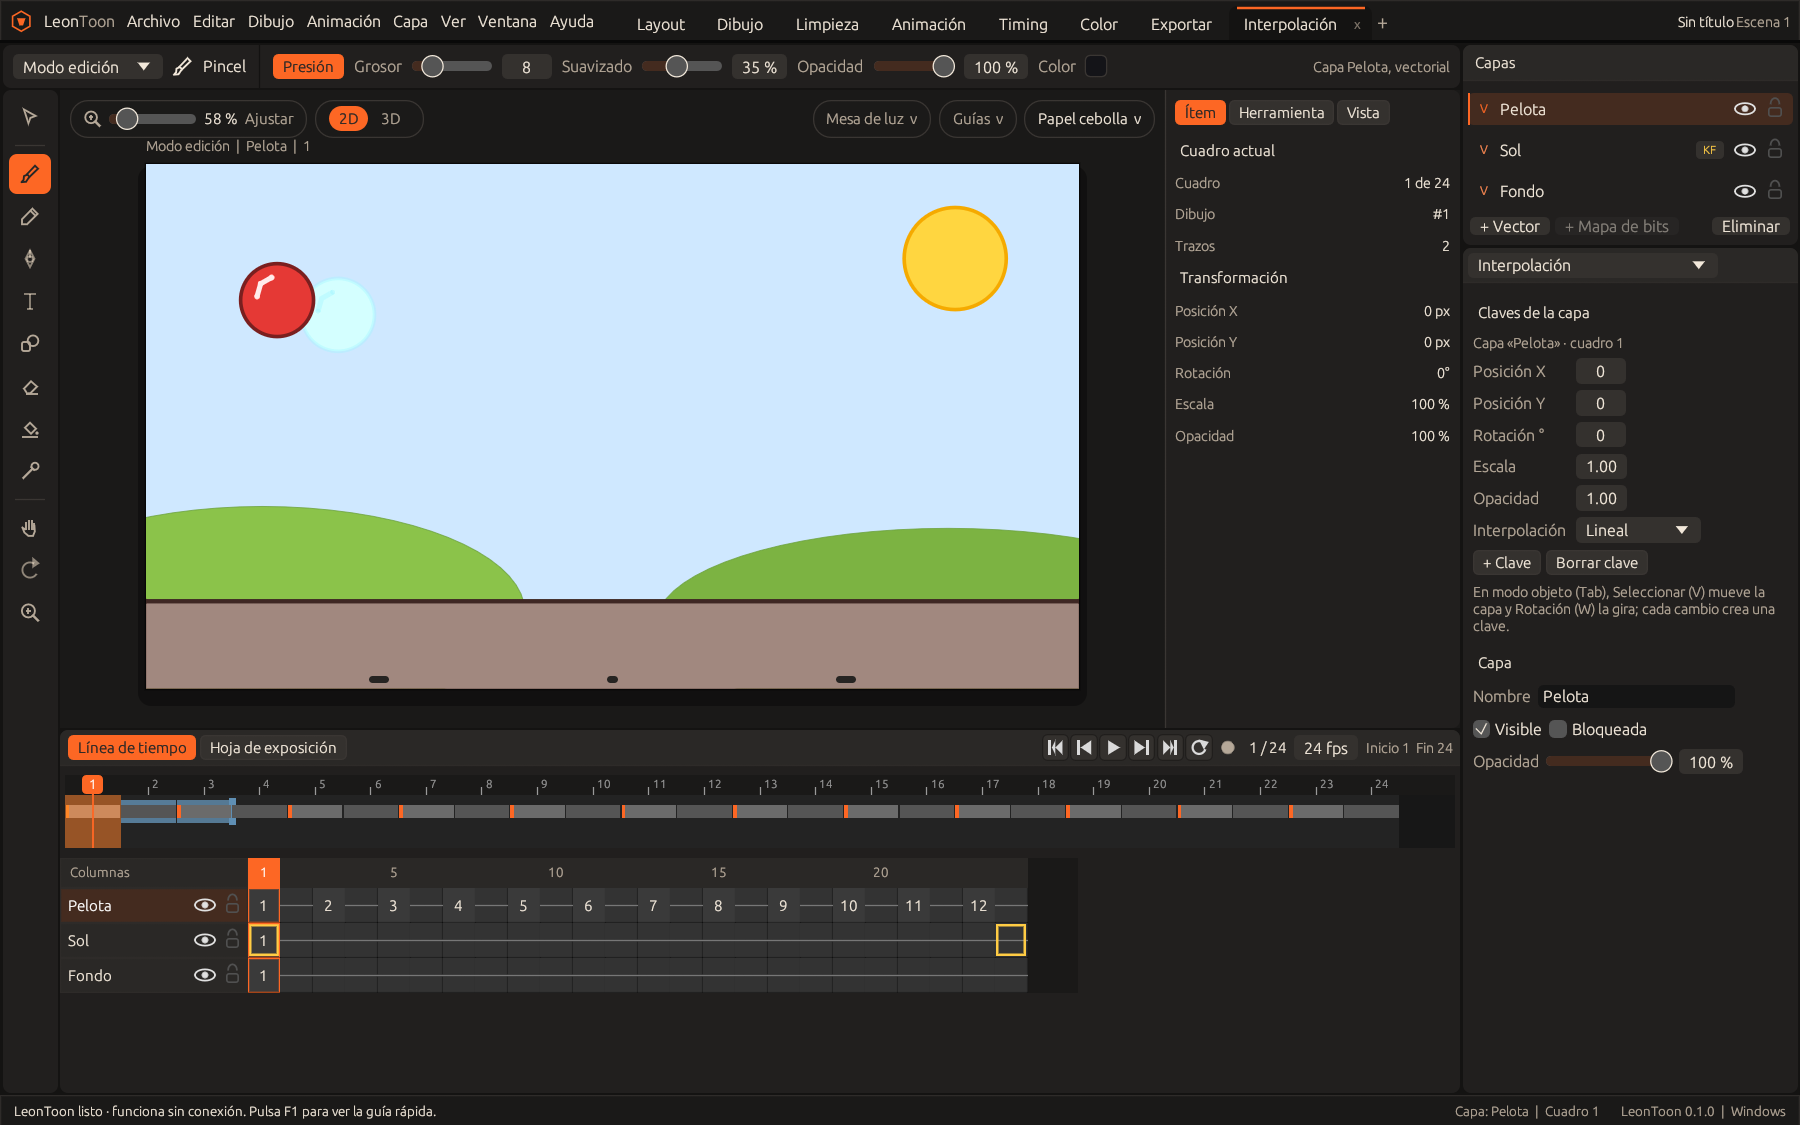 LeonToon Archivo Editar Dibujo Animación Capa Ver Ventana Ayuda Layout Dibujo Limpieza Animación Timing Color Exportar Interpolación x + Sin título Escena 1
Modo edición Pincel Presión Grosor 8 Suavizado 35 % Opacidad 100 % Color Capa Pelota, vectorial
58 % Ajustar 2D 3D Mesa de luz v Guías v Papel cebolla v
Modo edición | Pelota | 1
Ítem Herramienta Vista
Cuadro actual
Cuadro 1 de 24
Dibujo #1
Trazos 2
Transformación
Posición X 0 px
Posición Y 0 px
Rotación 0°
Escala 100 %
Opacidad 100 %
Capas
V Pelota
V Sol KF
V Fondo
+ Vector + Mapa de bits Eliminar
Interpolación
Claves de la capa
Capa «Pelota» · cuadro 1
Posición X 0
Posición Y 0
Rotación ° 0
Escala 1.00
Opacidad 1.00
Interpolación Lineal
+ Clave Borrar clave
En modo objeto (Tab), Seleccionar (V) mueve la
capa y Rotación (W) la gira; cada cambio crea una
clave.
Capa
Nombre Pelota
Visible Bloqueada
Opacidad 100 %
Línea de tiempo Hoja de exposición 1 / 24 24 fps Inicio 1 Fin 24
1 2 3 4 5 6 7 8 9 10 11 12 13 14 15 16 17 18 19 20 21 22 23 24
Columnas 1 5 10 15 20
Pelota 1 2 3 4 5 6 7 8 9 10 11 12
Sol 1
Fondo 1
LeonToon listo · funciona sin conexión. Pulsa F1 para ver la guía rápida. Capa: Pelota | Cuadro 1 LeonToon 0.1.0 | Windows